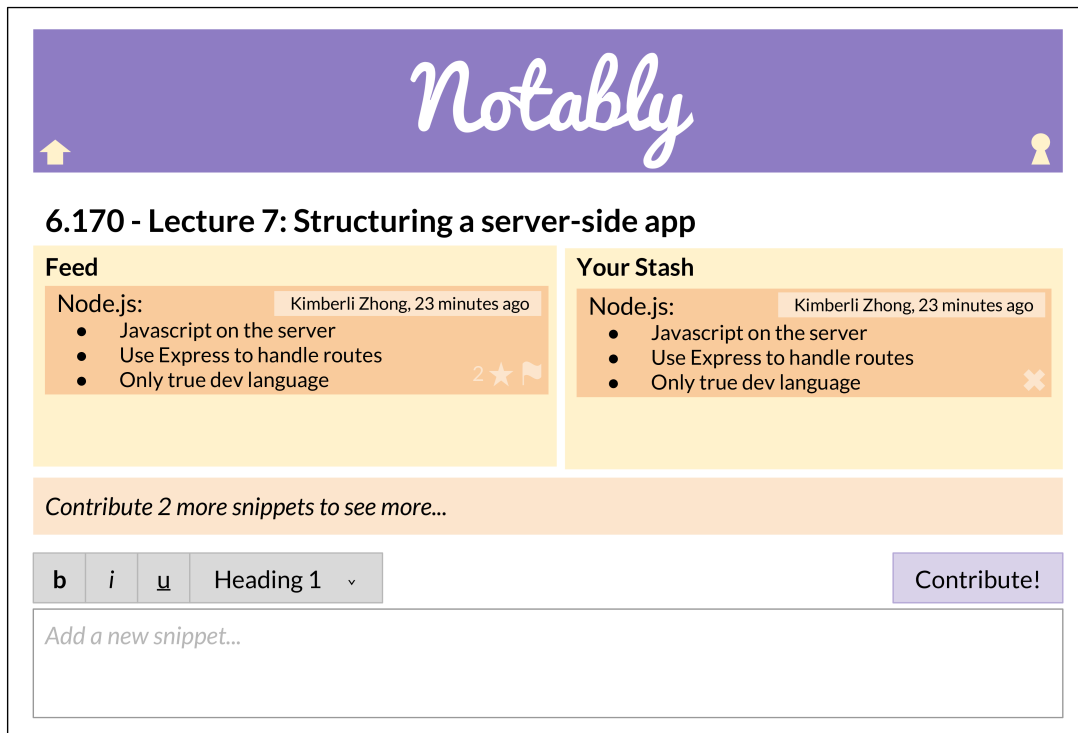 Notably
6.170 - Lecture 7: Structuring a server-side app
Feed
Node.js:
Kimberli Zhong, 23 minutes ago
● Javascript on the server
● Use Express to handle routes
● Only true dev language
2
Your Stash
Node.js:
Kimberli Zhong, 23 minutes ago
● Javascript on the server
● Use Express to handle routes
● Only true dev language
Contribute 2 more snippets to see more...
b i u Heading 1
Contribute!
Add a new snippet...